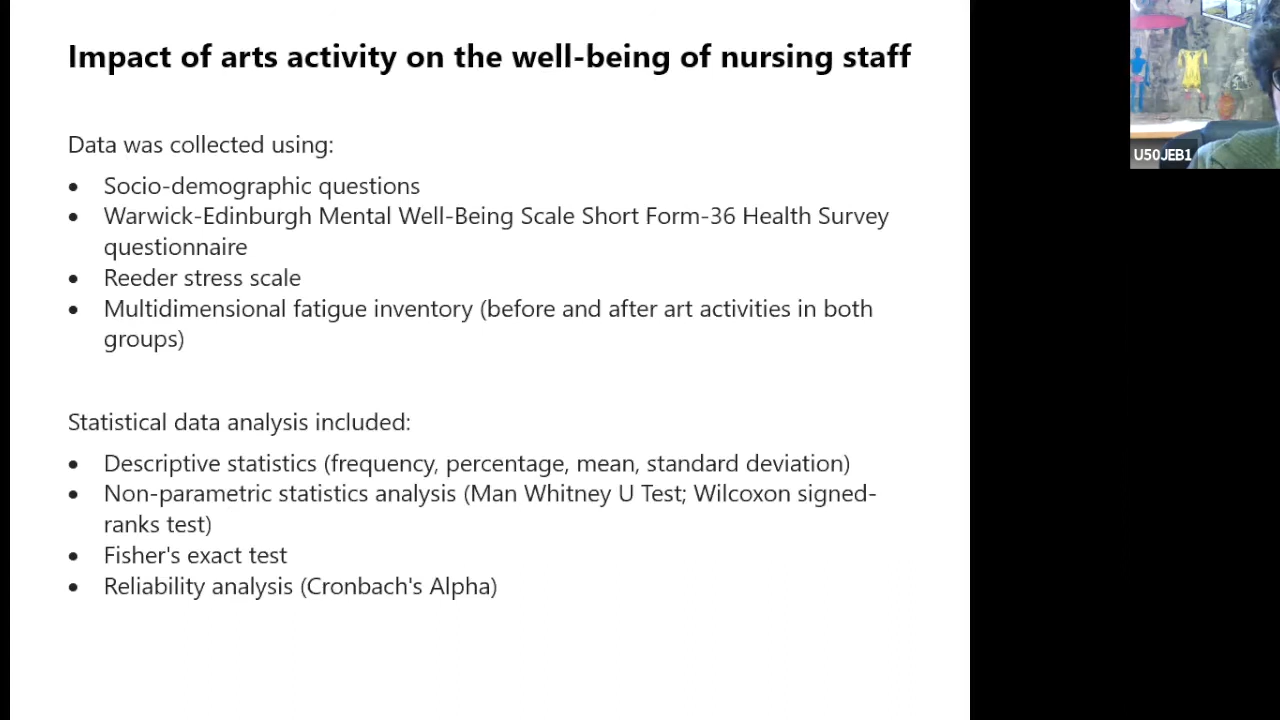 Impact of arts activity on the well-being of nursing staff
Data was collected using:
• Socio-demographic questions
• Warwick-Edinburgh Mental Well-Being Scale Short Form-36 Health Survey
questionnaire
• Reeder stress scale
• Multidimensional fatigue inventory (before and after art activities in both
groups)
Statistical data analysis included:
• Descriptive statistics (frequency, percentage, mean, standard deviation)
• Non-parametric statistics analysis (Man Whitney U Test; Wilcoxon signed-
ranks test)
• Fisher's exact test
• Reliability analysis (Cronbach's Alpha)
U50JEB1